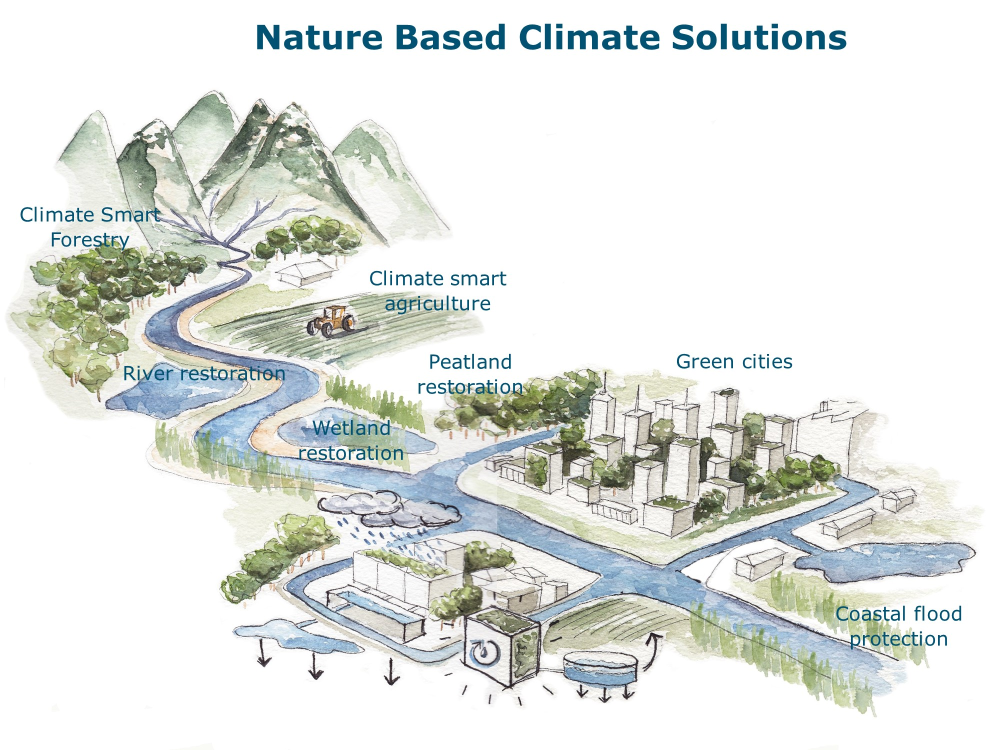 Nature Based Climate Solutions
Climate Smart
Forestry
Climate smart
agriculture
River restoration
Peatland
restoration
Green cities
Wetland
restoration
Coastal flood
protection